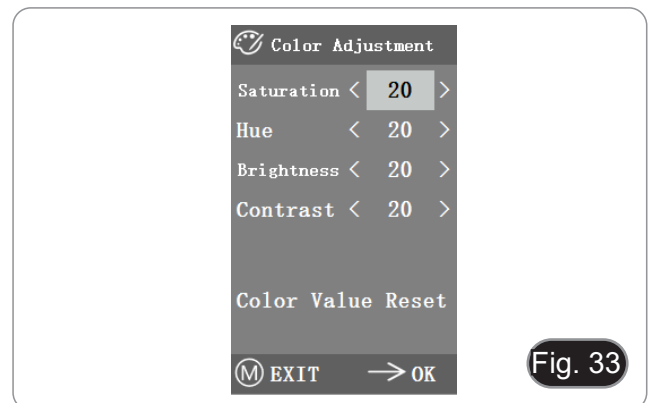 Color Adjustment
Saturation < 20 >
Hue < 20 >
Brightness < 20 >
Contrast < 20 >
Color Value Reset
M EXIT → OK
Fig. 33